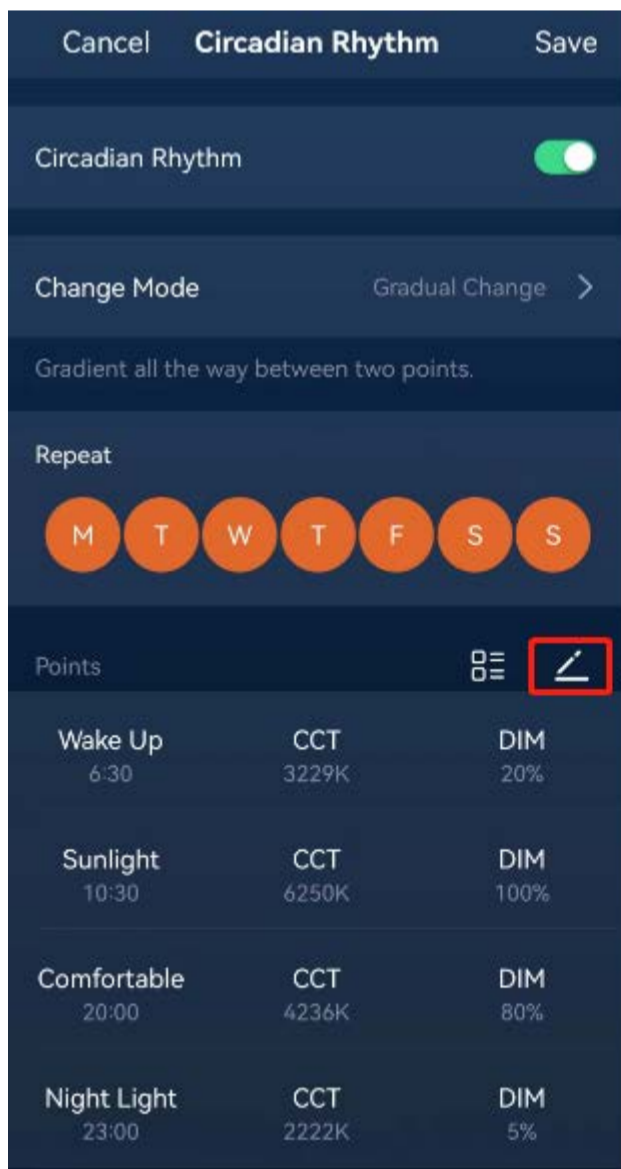 Cancel Circadian Rhythm Save
Circadian Rhythm
Change Mode Gradual Change
Gradient all the way between two points.
Repeat
M T W T F S S
Points
Wake Up CCT DIM
6:30 3229K 20%
Sunlight CCT DIM
10:30 6250K 100%
Comfortable CCT DIM
20:00 4236K 80%
Night Light CCT DIM
23:00 2222K 5%